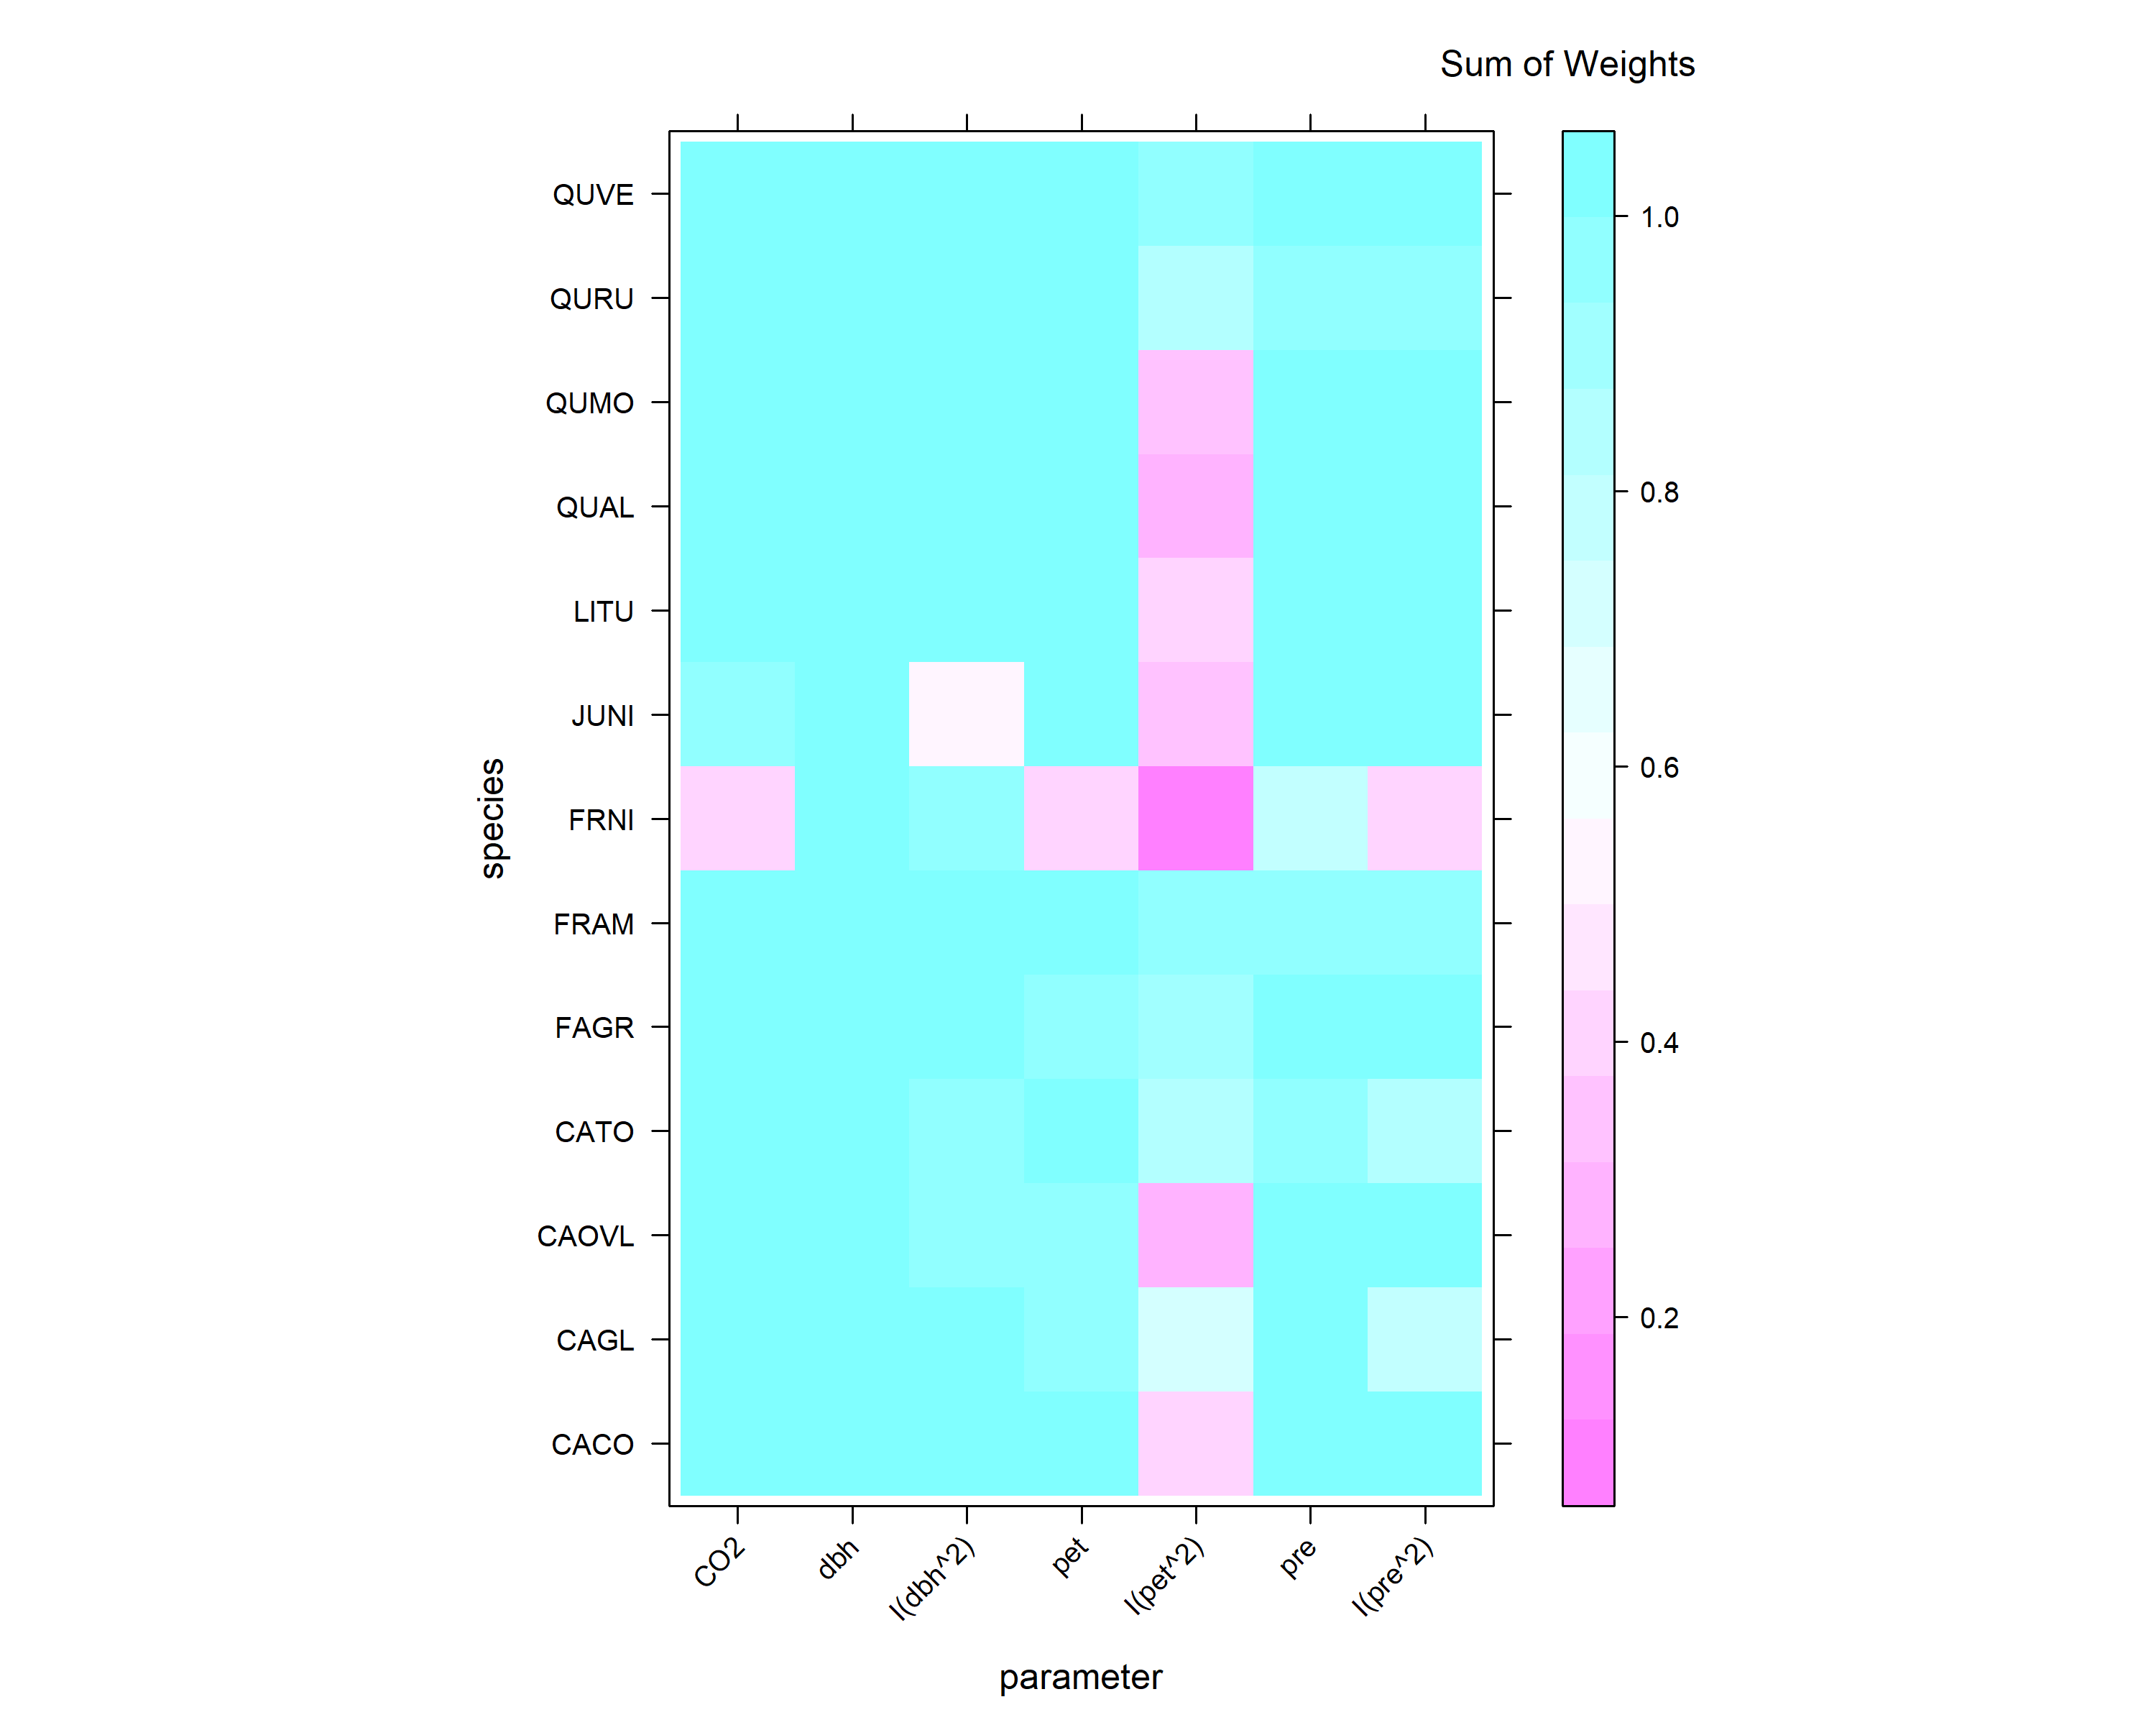 Sum of Weights
QUVE
QURU
QUMO
QUAL
LITU
JUNI
FRNI
FRAM
FAGR
CATO
CAOVL
CAGL
CACO
species
1.0
0.8
0.6
0.4
0.2
CO2
dbh
I(dbh^2)
pet
I(pet^2)
pre
I(pre^2)
parameter